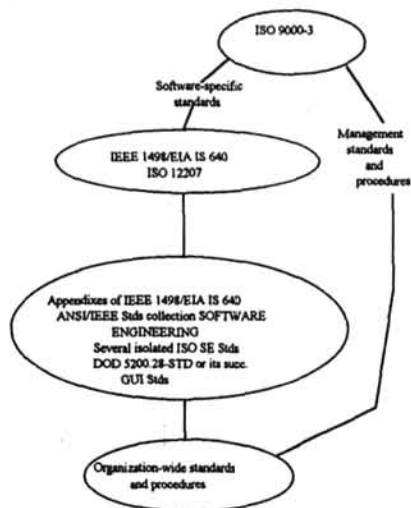 ISO 9000-3
Software-specific
standards
Management
standards
and
procedures
IEEE 1498/EIA IS 640
ISO 12207
Appendixes of IEEE 1498/EIA IS 640
ANSI/IEEE Stds collection SOFTWARE
ENGINEERING
Several isolated ISO SE Stds
DOD 5200.28-STD or its succ.
GUI Stds
Organization-wide standards
and procedures